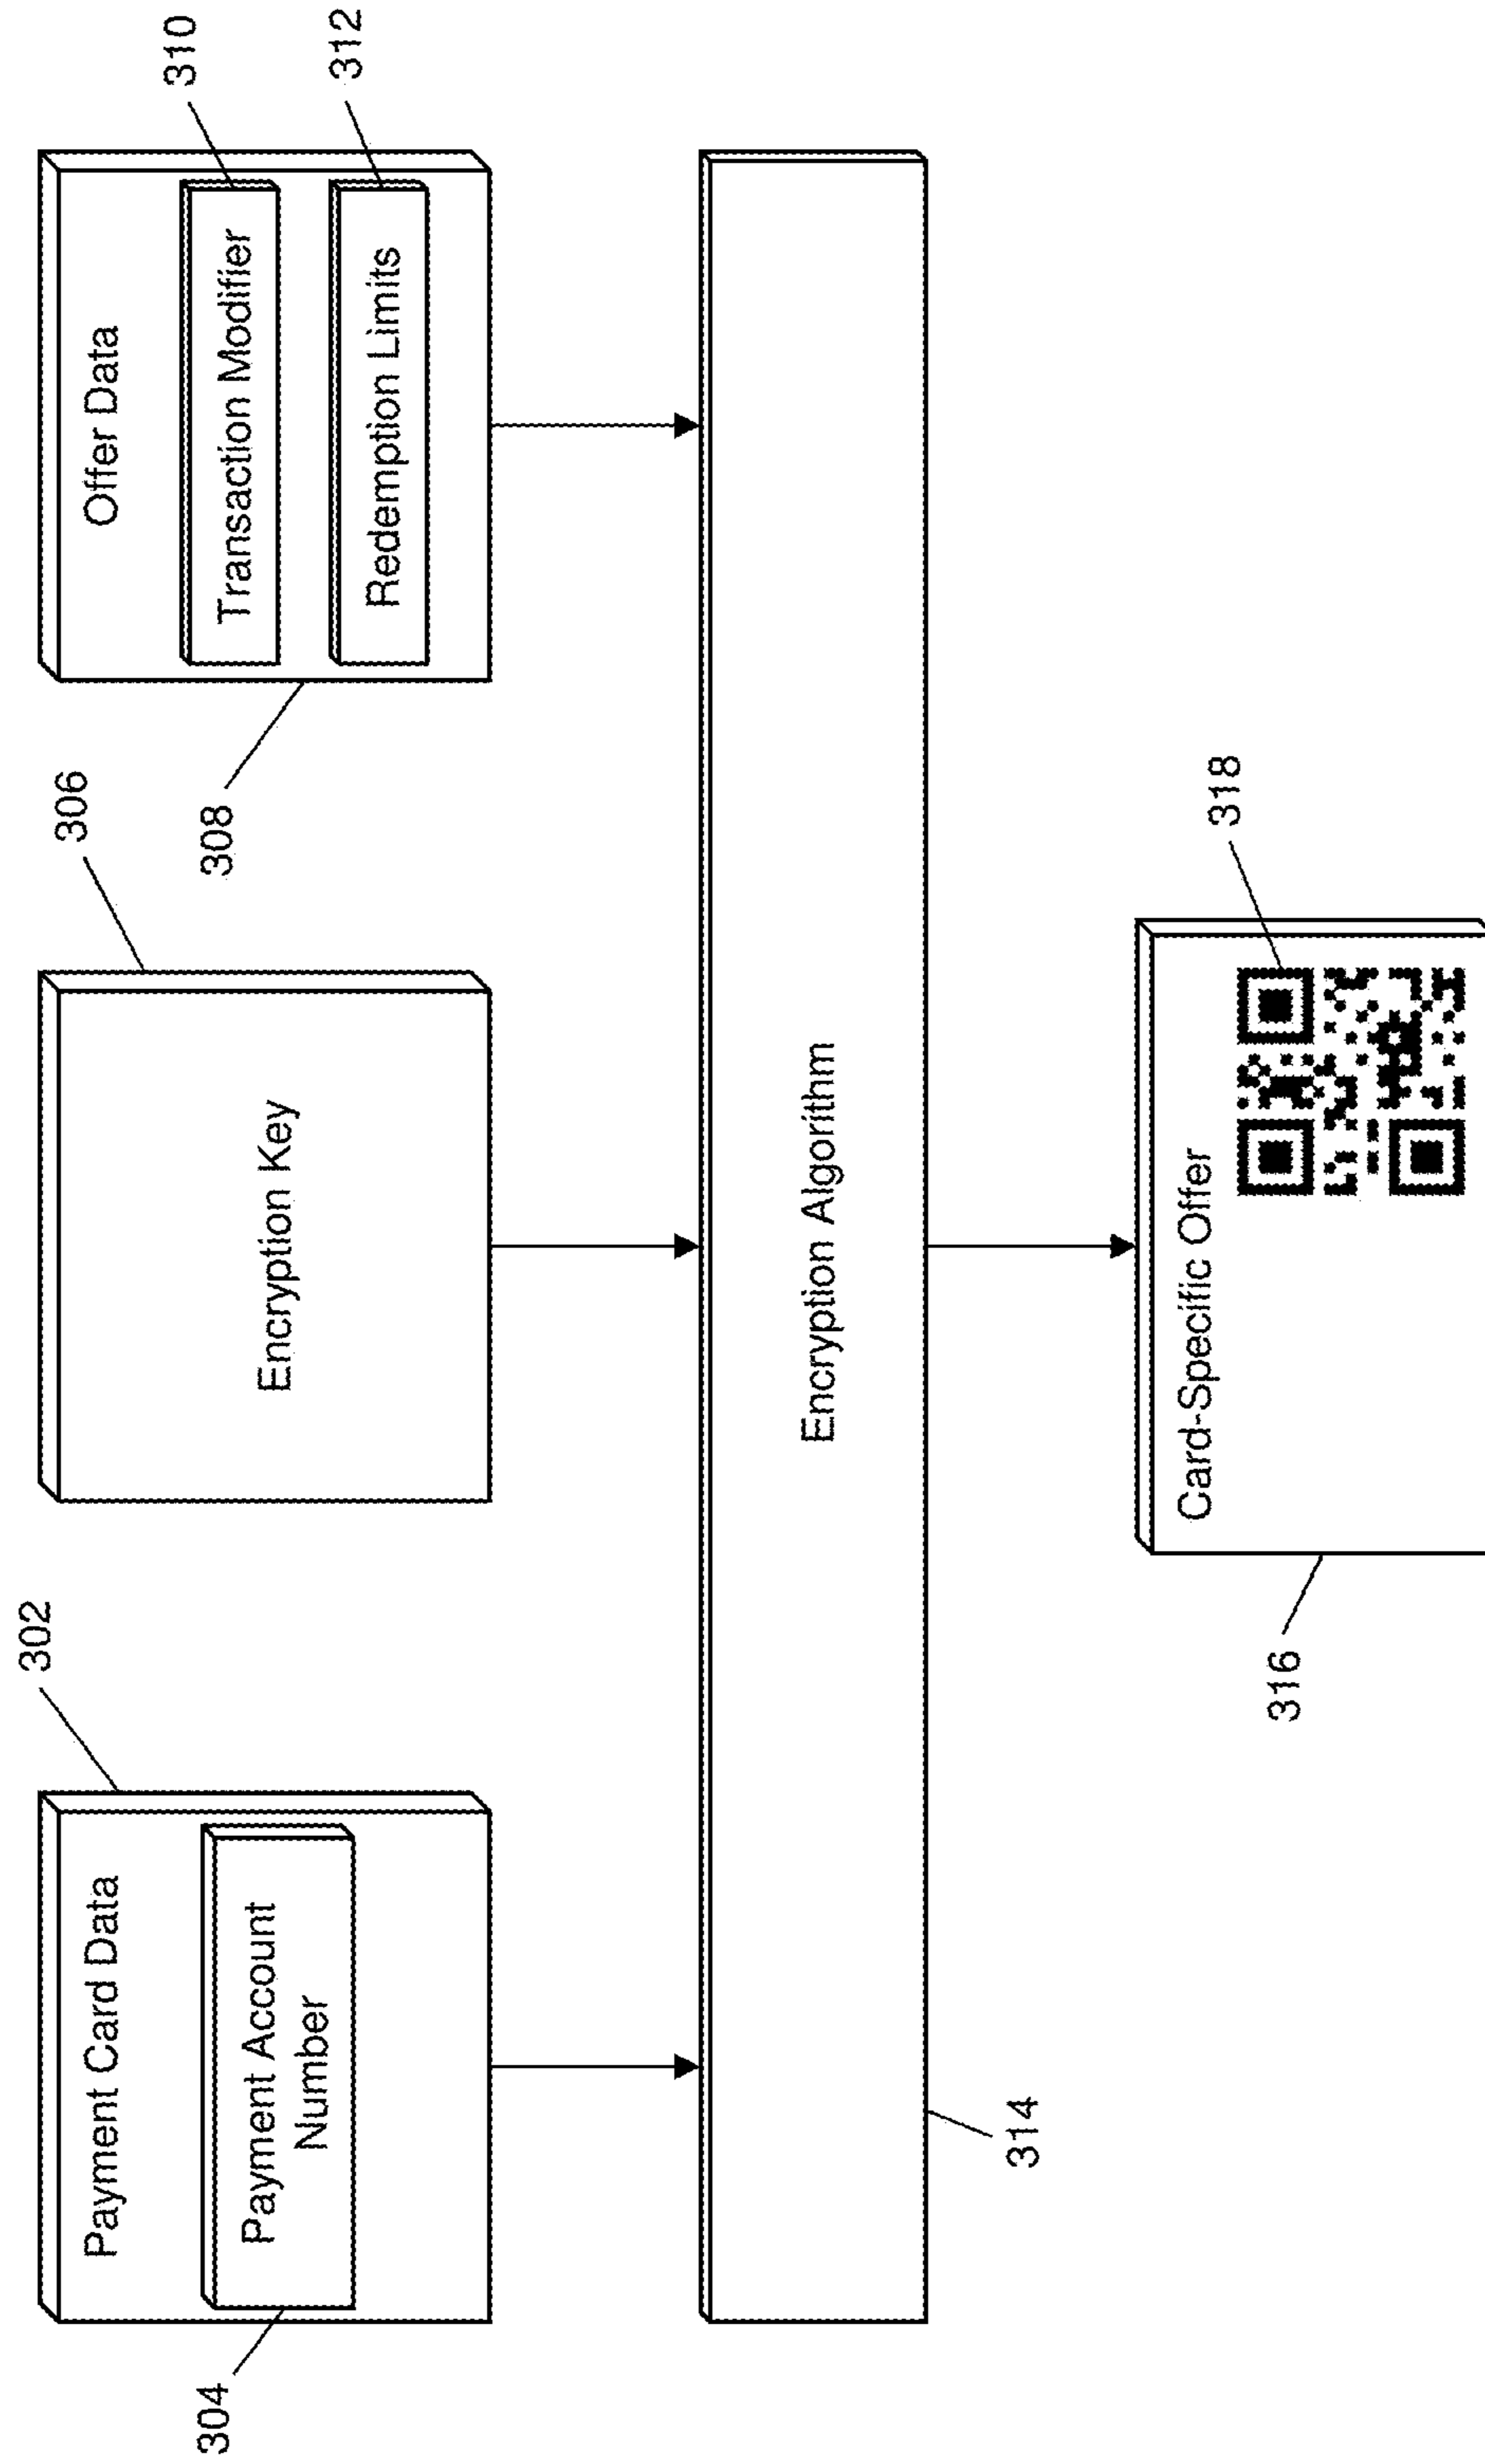 302
Payment Card Data
304
Payment Account
Number
306
Encryption Key
308
Offer Data
310
Transaction Modifier
312
Redemption Limits
Encryption Algorithm
314
316
Card-Specific Offer
318